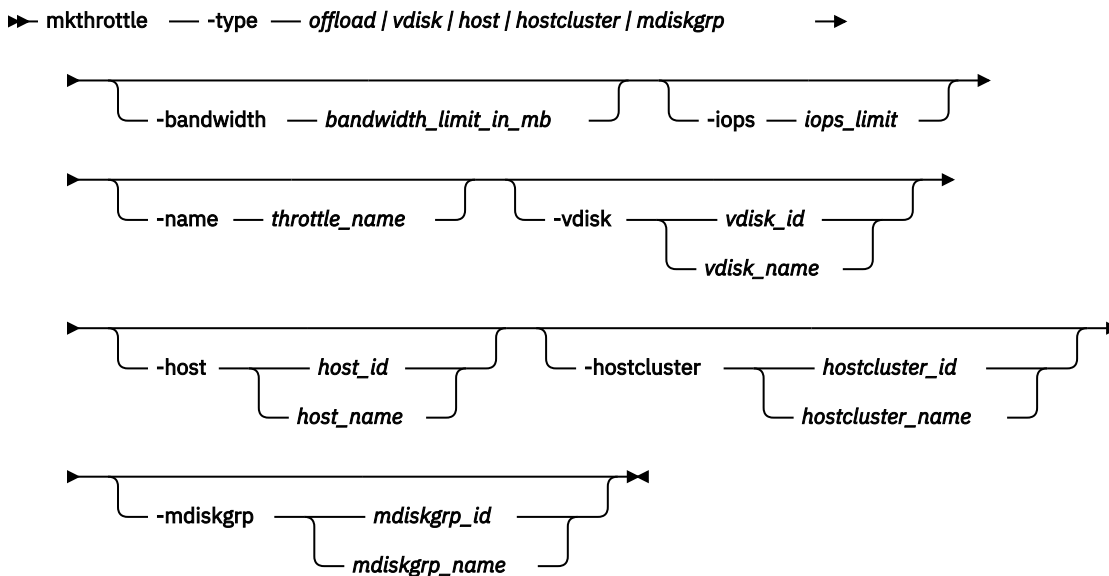 mkthrottle -type offload | vdisk | host | hostcluster | mdiskgrp
-bandwidth bandwidth_limit_in_mb -iops iops_limit
-name throttle_name -vdisk vdisk_id
vdisk_name
-host host_id -hostcluster hostcluster_id
host_name hostcluster_name
-mdiskgrp mdiskgrp_id
mdiskgrp_name